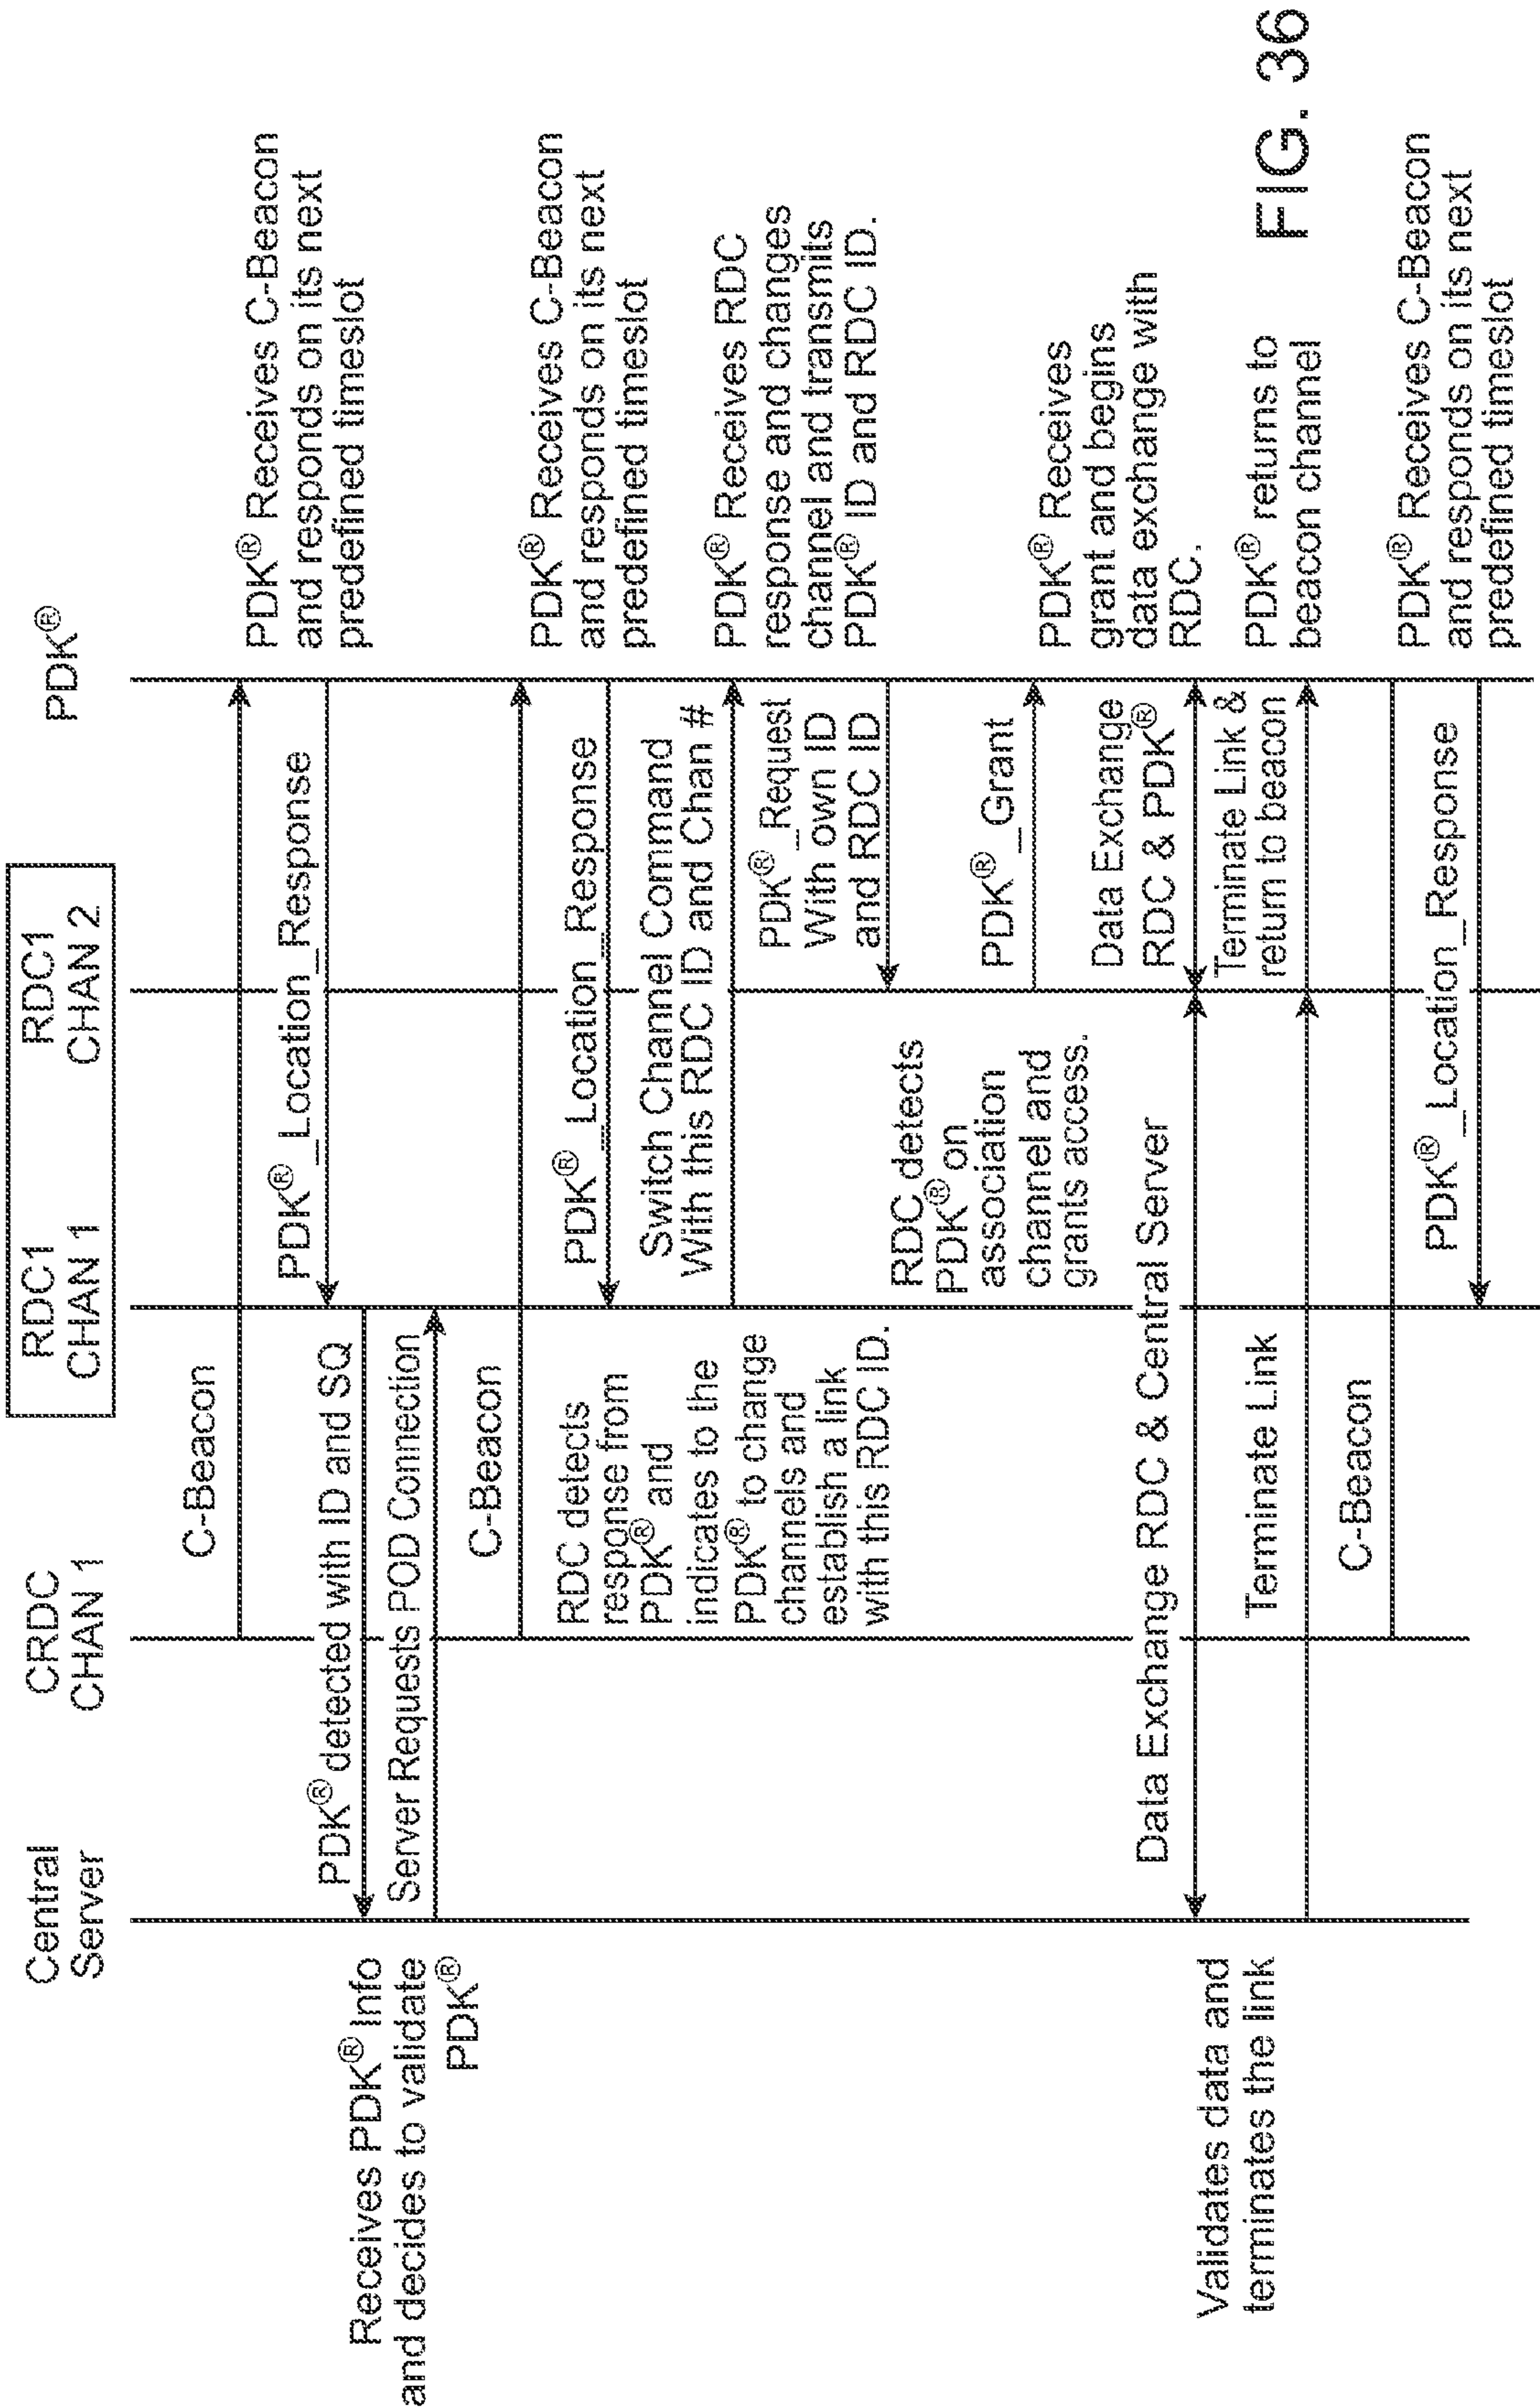 Central
Server
CRDC
CHAN 1
RDC1
CHAN 1
RDC1
CHAN 2
PDK®
C-Beacon
PDK® Receives C-Beacon
and responds on its next
predefined timeslot
PDK®_Location_Response
PDK® detected with ID and SQ
Receives PDK® Info
and decides to validate
PDK®
Server Requests POD Connection
C-Beacon
PDK® Receives C-Beacon
and responds on its next
predefined timeslot
PDK®_Location_Response
RDC detects
response from
PDK® and
indicates to the
PDK® to change
channels and
establish a link
with this RDC ID.
Switch Channel Command
With this RDC ID and Chan #
PDK® Receives RDC
response and changes
channel and transmits
PDK® ID and RDC ID.
PDK®_Request
With own ID
and RDC ID
RDC detects
PDK® on
association
channel and
grants access.
PDK®_Grant
PDK® Receives
grant and begins
data exchange with
RDC.
Data Exchange RDC & Central Server
Data Exchange
RDC & PDK®
Validates data and
terminates the link
Terminate Link
Terminate Link &
return to beacon
PDK® returns to
beacon channel
C-Beacon
PDK® Receives C-Beacon
and responds on its next
predefined timeslot
PDK®_Location_Response
FIG. 36